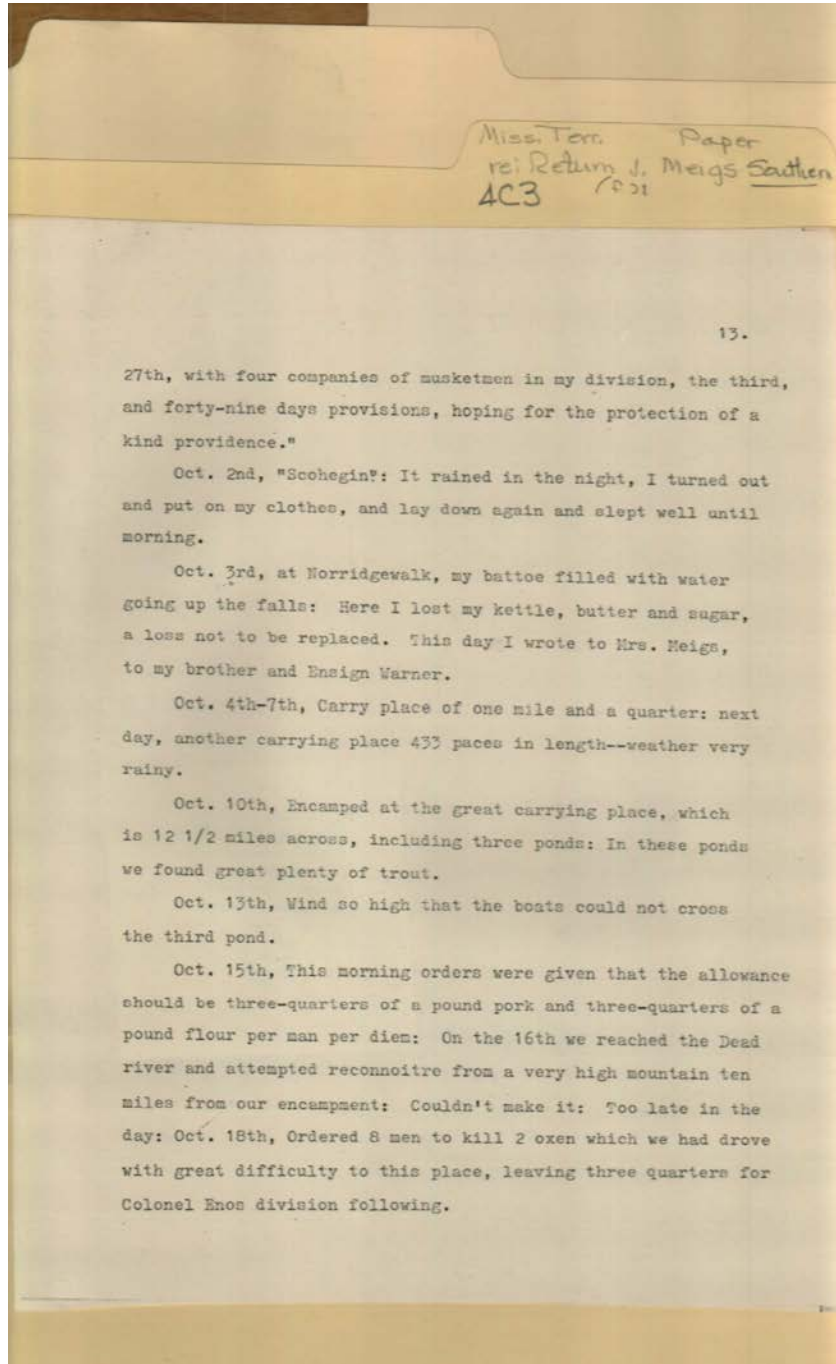 Miss. Terr. Paper
re: Return J. Meigs Southern
4C3
13.
27th, with four companies of musketmen in my division, the third,
and forty-nine days provisions, hoping for the protection of a
kind providence."
Oct. 2nd, "Scohegin": It rained in the night, I turned out
and put on my clothes, and lay down again and slept well until
morning.
Oct. 3rd, at Norridgewalk, my battoe filled with water
going up the falls: Here I lost my kettle, butter and sugar,
a loss not to be replaced. This day I wrote to Mrs. Meigs,
to my brother and Ensign Warner.
Oct. 4th-7th, Carry place of one mile and a quarter: next
day, another carrying place 433 paces in length--weather very
rainy.
Oct. 10th, Encamped at the great carrying place, which
is 12 1/2 miles across, including three ponds: In these ponds
we found great plenty of trout.
Oct. 13th, Wind so high that the boats could not cross
the third pond.
Oct. 15th, This morning orders were given that the allowance
should be three-quarters of a pound pork and three-quarters of a
pound flour per man per diem: On the 16th we reached the Dead
river and attempted reconnoitre from a very high mountain ten
miles from our encampment: Couldn't make it: Too late in the
day: Oct. 18th, Ordered 8 men to kill 2 oxen which we had drove
with great difficulty to this place, leaving three quarters for
Colonel Enos division following.